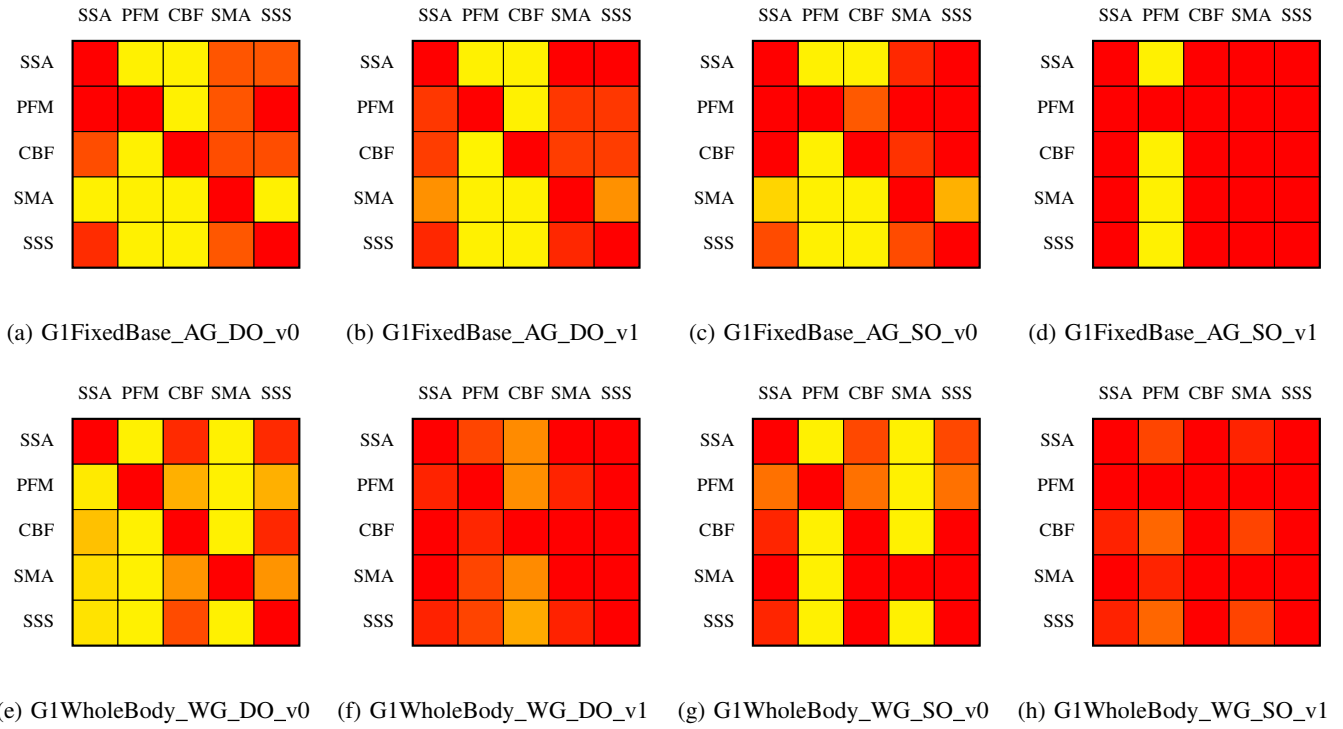 SSA PFM CBF SMA SSS SSA PFM CBF SMA SSS SSA PFM CBF SMA SSS SSA PFM CBF SMA SSS
SSA SSA SSA SSA
PFM PFM PFM PFM
CBF CBF CBF CBF
SMA SMA SMA SMA
SSS SSS SSS SSS
(a) G1FixedBase_AG_DO_v0 (b) G1FixedBase_AG_DO_v1 (c) G1FixedBase_AG_SO_v0 (d) G1FixedBase_AG_SO_v1
SSA PFM CBF SMA SSS SSA PFM CBF SMA SSS SSA PFM CBF SMA SSS SSA PFM CBF SMA SSS
SSA SSA SSA SSA
PFM PFM PFM PFM
CBF CBF CBF CBF
SMA SMA SMA SMA
SSS SSS SSS SSS
e) G1WholeBody_WG_DO_v0 (f) G1WholeBody_WG_DO_v1 (g) G1WholeBody_WG_SO_v0 (h) G1WholeBody_WG_SO_v1